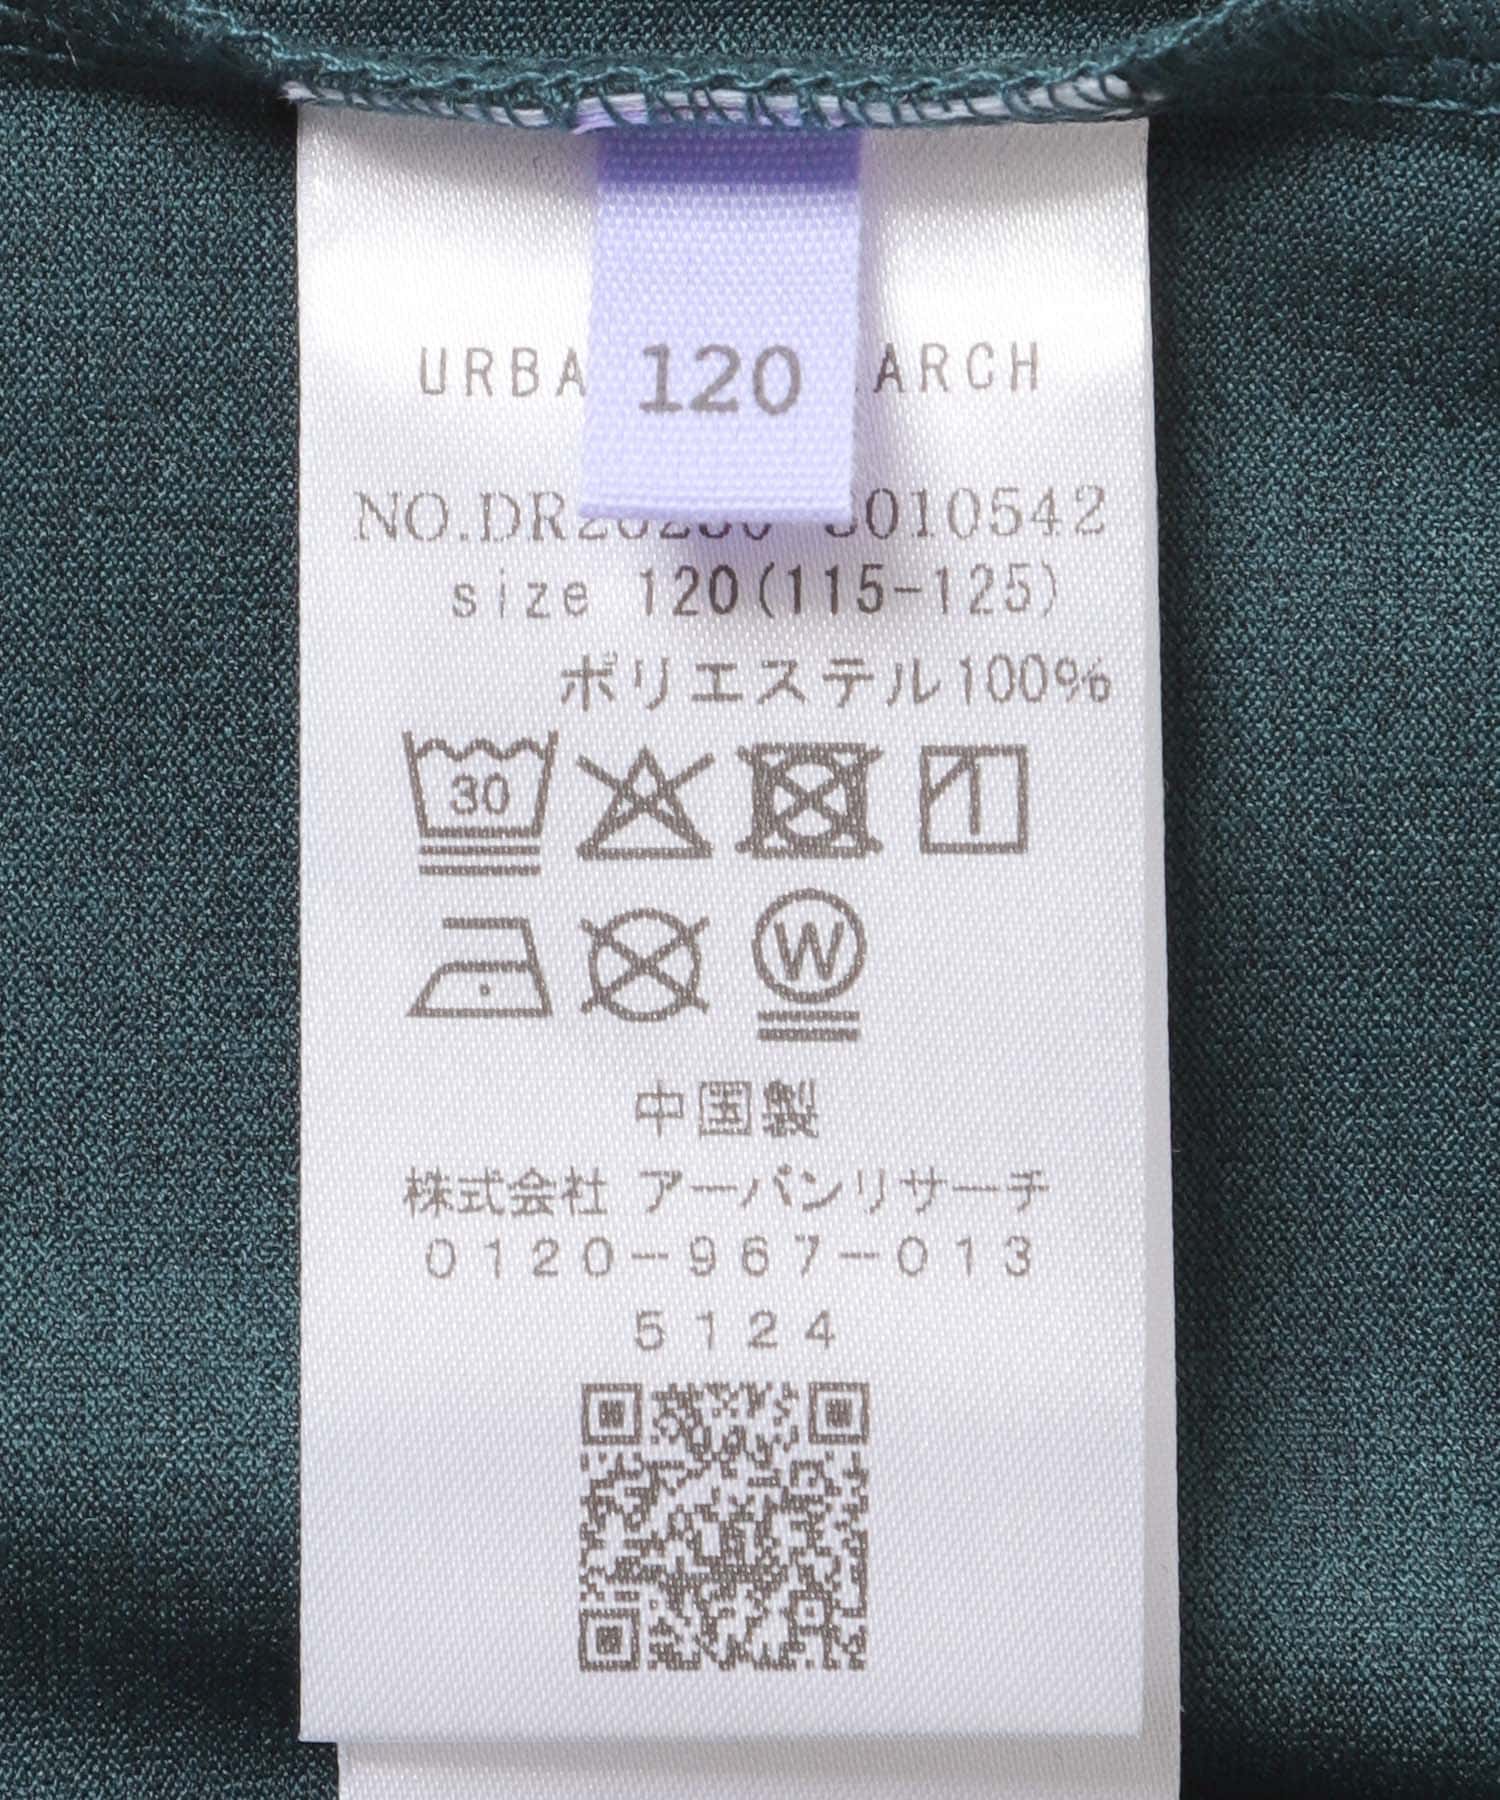 120
URBA ARCH
NO.DR 010542
size 120(115-125)
ポリエステル100%
30
W
中国製
株式会社 アーバンリサーチ
0120-967-013
5124